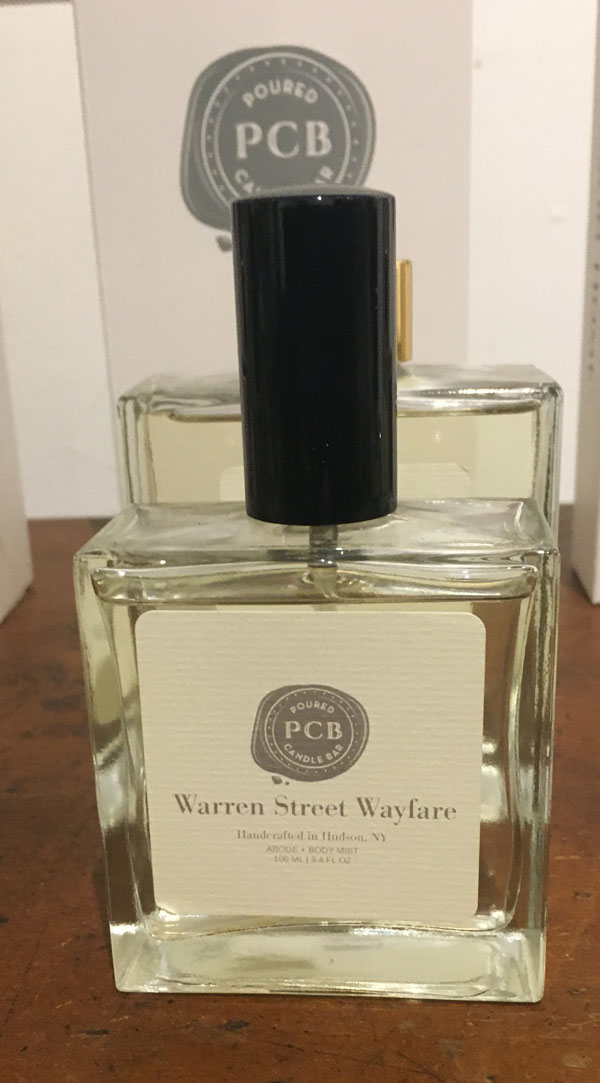 POURED
PCB
POURED
PCB
CANDLE BAR
Warren Street Wayfare
Handcrafted in Hudson, NY
ABODE + BODY MIST
100 ML | 3.4 FL OZ